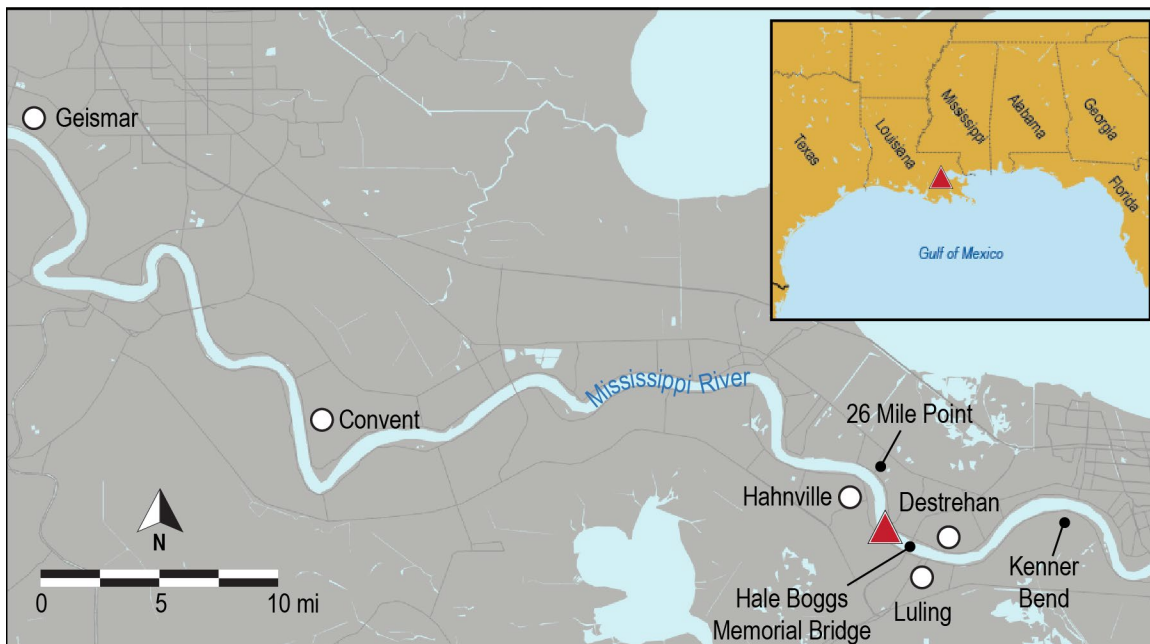 Geismar
Mississippi
Alabama
Georgia
Louisiana
Texas
Florida
Gulf of Mexico
Mississippi River
Convent
26 Mile Point
Hahnville
Destrehan
N
0 5 10 mi
Hale Boggs
Memorial Bridge
Luling
Kenner
Bend